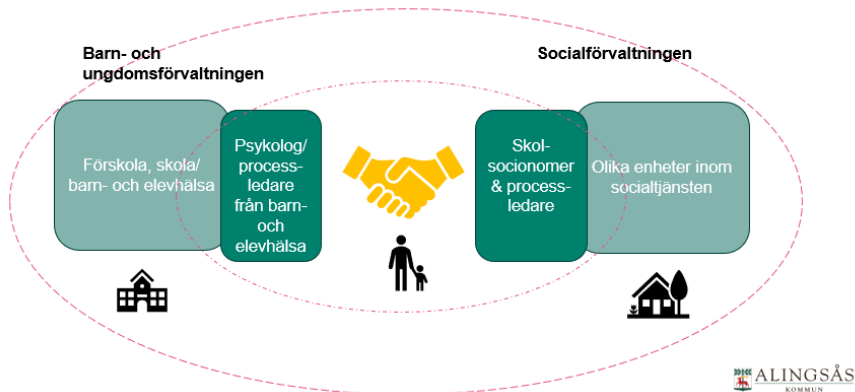 Barn- och
ungdomsförvaltningen
Socialförvaltningen
Förskola, skola/
barn- och elevhälsa
Psykolog/
process-
ledare
från barn-
och
elevhälsa
Skol-
socionomer
& process-
ledare
Olika enheter inom
socialtjänsten
ALINGSÅS
KOMMUN